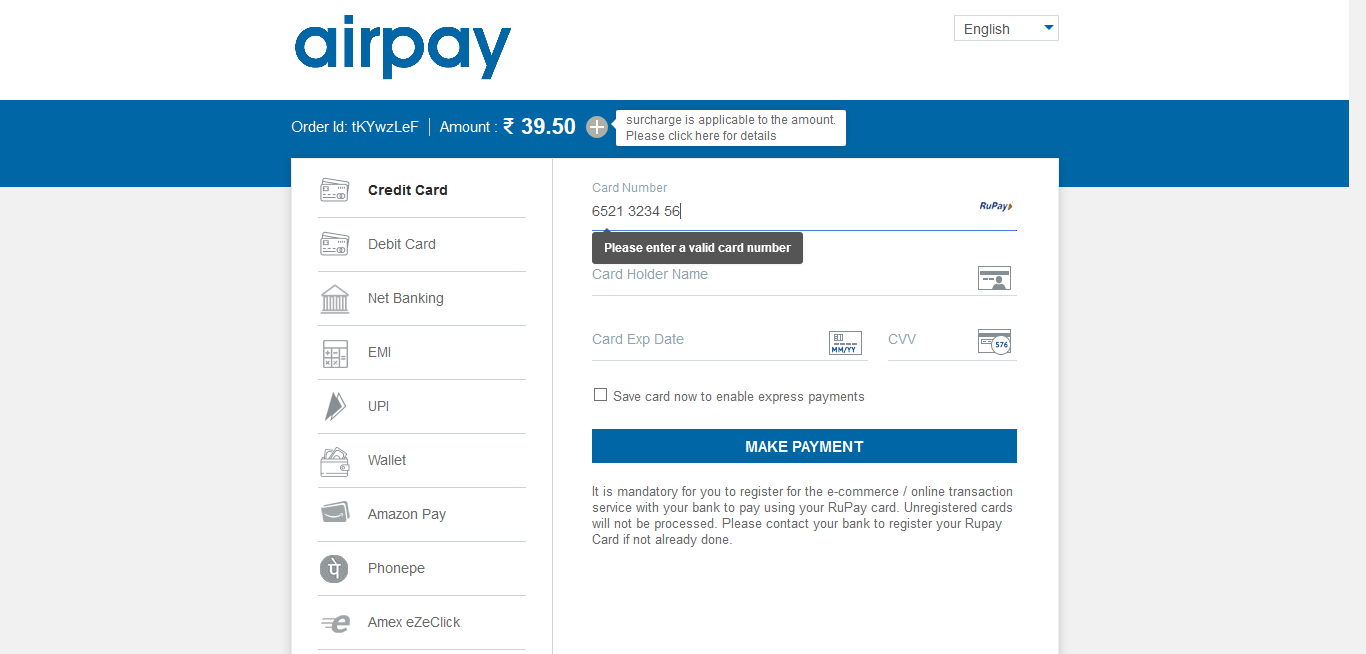 airpay
English
Order Id: tKYwzLeF
Amount : ₹ 39.50
surcharge is applicable to the amount.
Please click here for details
Credit Card
Debit Card
Net Banking
EMI
UPI
Wallet
Amazon Pay
पे
Phonepe
e
Amex eZeClick
Card Number
6521 3234 56
RuPay
Please enter a valid card number
Card Holder Name
Card Exp Date
MM/YY
CVV
576
Save card now to enable express payments
MAKE PAYMENT
It is mandatory for you to register for the e-commerce / online transaction
service with your bank to pay using your RuPay card. Unregistered cards
will not be processed. Please contact your bank to register your Rupay
Card if not already done.